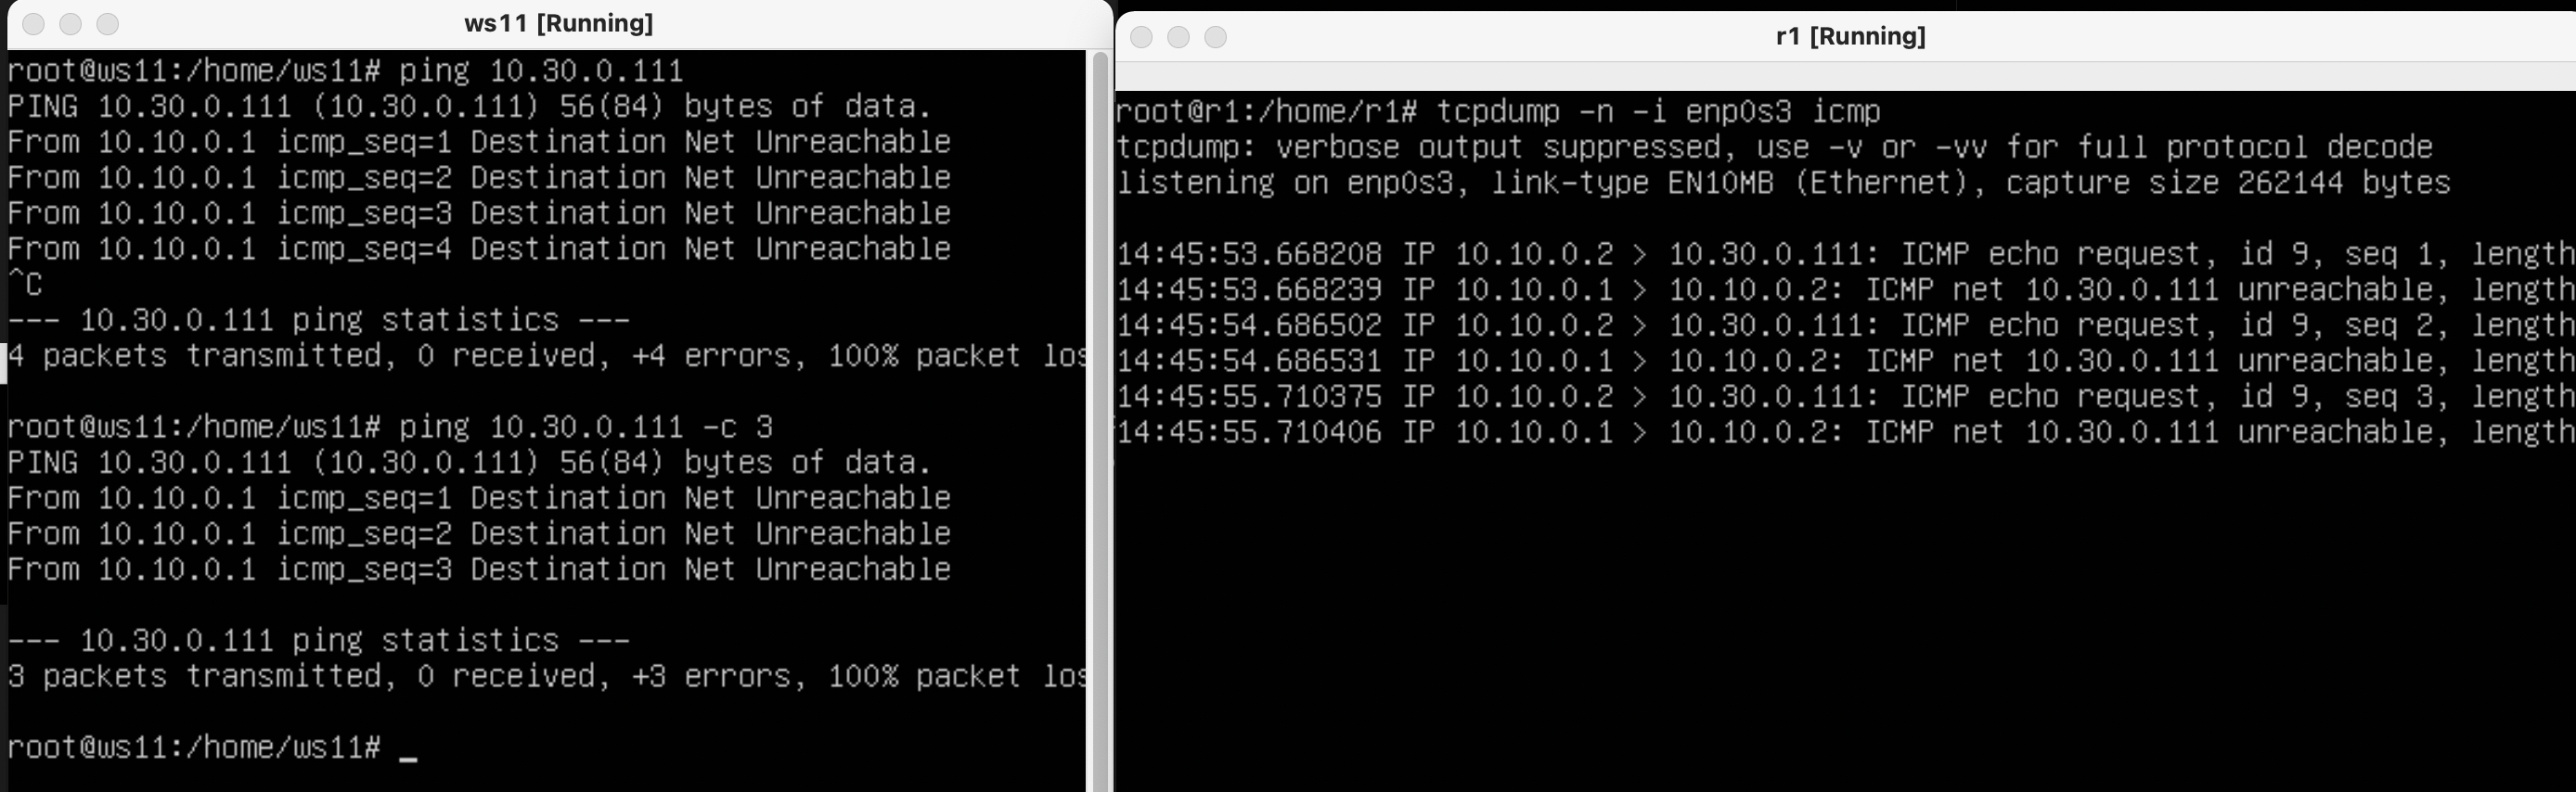 ws11 [Running]
root@ws11:/home/ws11# ping 10.30.0.111
PING 10.30.0.111 (10.30.0.111) 56(84) bytes of data.
From 10.10.0.1 icmp_seq=1 Destination Net Unreachable
From 10.10.0.1 icmp_seq=2 Destination Net Unreachable
From 10.10.0.1 icmp_seq=3 Destination Net Unreachable
From 10.10.0.1 icmp_seq=4 Destination Net Unreachable
^C
--- 10.30.0.111 ping statistics ---
4 packets transmitted, 0 received, +4 errors, 100% packet los
root@ws11:/home/ws11# ping 10.30.0.111 -c 3
PING 10.30.0.111 (10.30.0.111) 56(84) bytes of data.
From 10.10.0.1 icmp_seq=1 Destination Net Unreachable
From 10.10.0.1 icmp_seq=2 Destination Net Unreachable
From 10.10.0.1 icmp_seq=3 Destination Net Unreachable
--- 10.30.0.111 ping statistics ---
3 packets transmitted, 0 received, +3 errors, 100% packet los
root@ws11:/home/ws11# _
r1 [Running]
root@r1:/home/r1# tcpdump -n -i enp0s3 icmp
tcpdump: verbose output suppressed, use -v or -vv for full protocol decode
listening on enp0s3, link-type EN10MB (Ethernet), capture size 262144 bytes
14:45:53.668208 IP 10.10.0.2 > 10.30.0.111: ICMP echo request, id 9, seq 1, length
14:45:53.668239 IP 10.10.0.1 > 10.10.0.2: ICMP net 10.30.0.111 unreachable, length
14:45:54.686502 IP 10.10.0.2 > 10.30.0.111: ICMP echo request, id 9, seq 2, length
14:45:54.686531 IP 10.10.0.1 > 10.10.0.2: ICMP net 10.30.0.111 unreachable, length
14:45:55.710375 IP 10.10.0.2 > 10.30.0.111: ICMP echo request, id 9, seq 3, length
14:45:55.710406 IP 10.10.0.1 > 10.10.0.2: ICMP net 10.30.0.111 unreachable, length